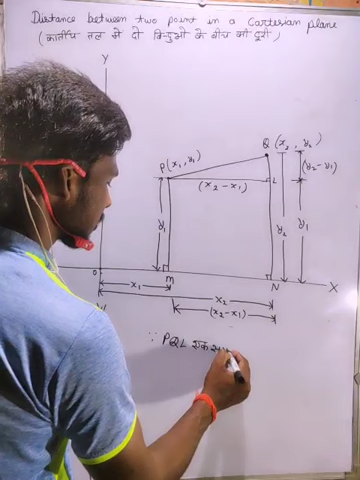 Distance between two point in a Cartesian plane
(कार्तीय तल में दो बिन्दुओं के बीच की दूरी)
Y
Q (x₂, y₂)
P(x₁, y₁)
(y₂-y₁)
(x₂-x₁)
L
y₁
y₂
y₁
O
M
N
X
x₁
x₂
(x₂-x₁)
∵ PQL एक